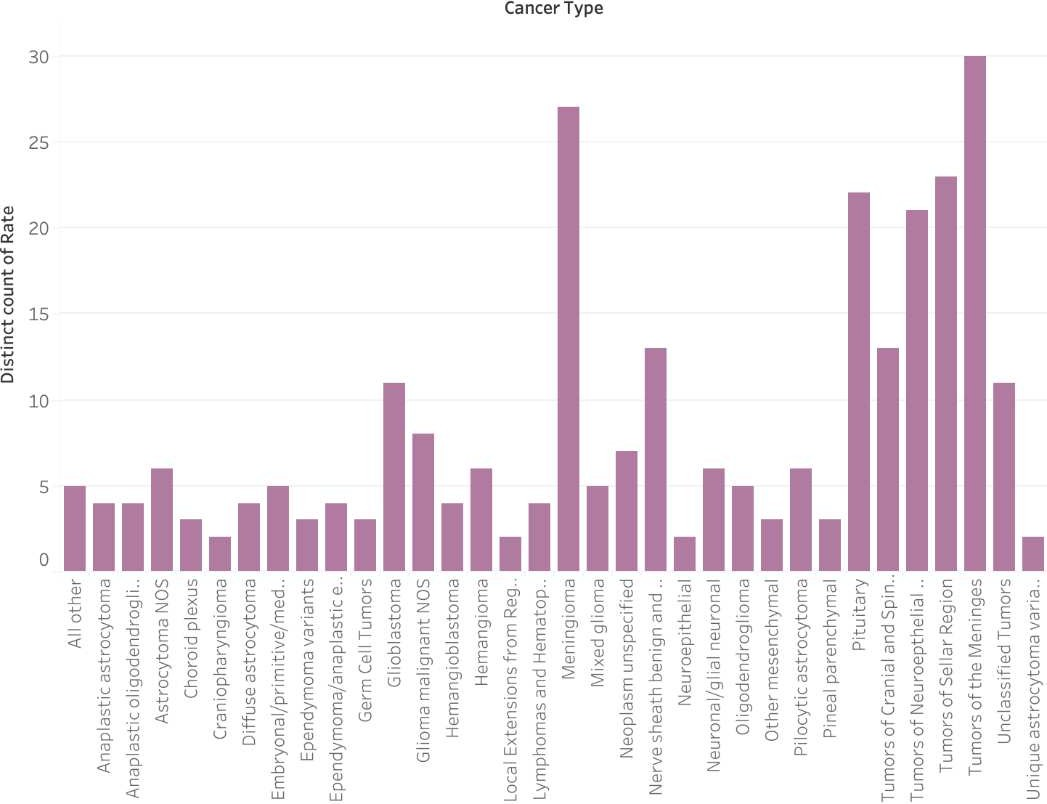 Cancer Type
Distinct count of Rate
30
25
20
15
10
5
0
All other
Anaplastic astrocytoma
Anaplastic oligodendrogli..
Astrocytoma NOS
Choroid plexus
Craniopharyngioma
Diffuse astrocytoma
Embryonal/primitive/med..
Ependymoma variants
Ependymoma/anaplastic e..
Germ Cell Tumors
Glioblastoma
Glioma malignant NOS
Hemangioblastoma
Hemangioma
Local Extensions from Reg..
Lymphomas and Hematop..
Meningioma
Mixed glioma
Neoplasm unspecified
Nerve sheath benign and ..
Neuroepithelial
Neuronal/glial neuronal
Oligodendroglioma
Other mesenchymal
Pilocytic astrocytoma
Pineal parenchymal
Pituitary
Tumors of Cranial and Spin..
Tumors of Neuroepthelial ..
Tumors of Sellar Region
Tumors of the Meninges
Unclassified Tumors
Unique astrocytoma varia..